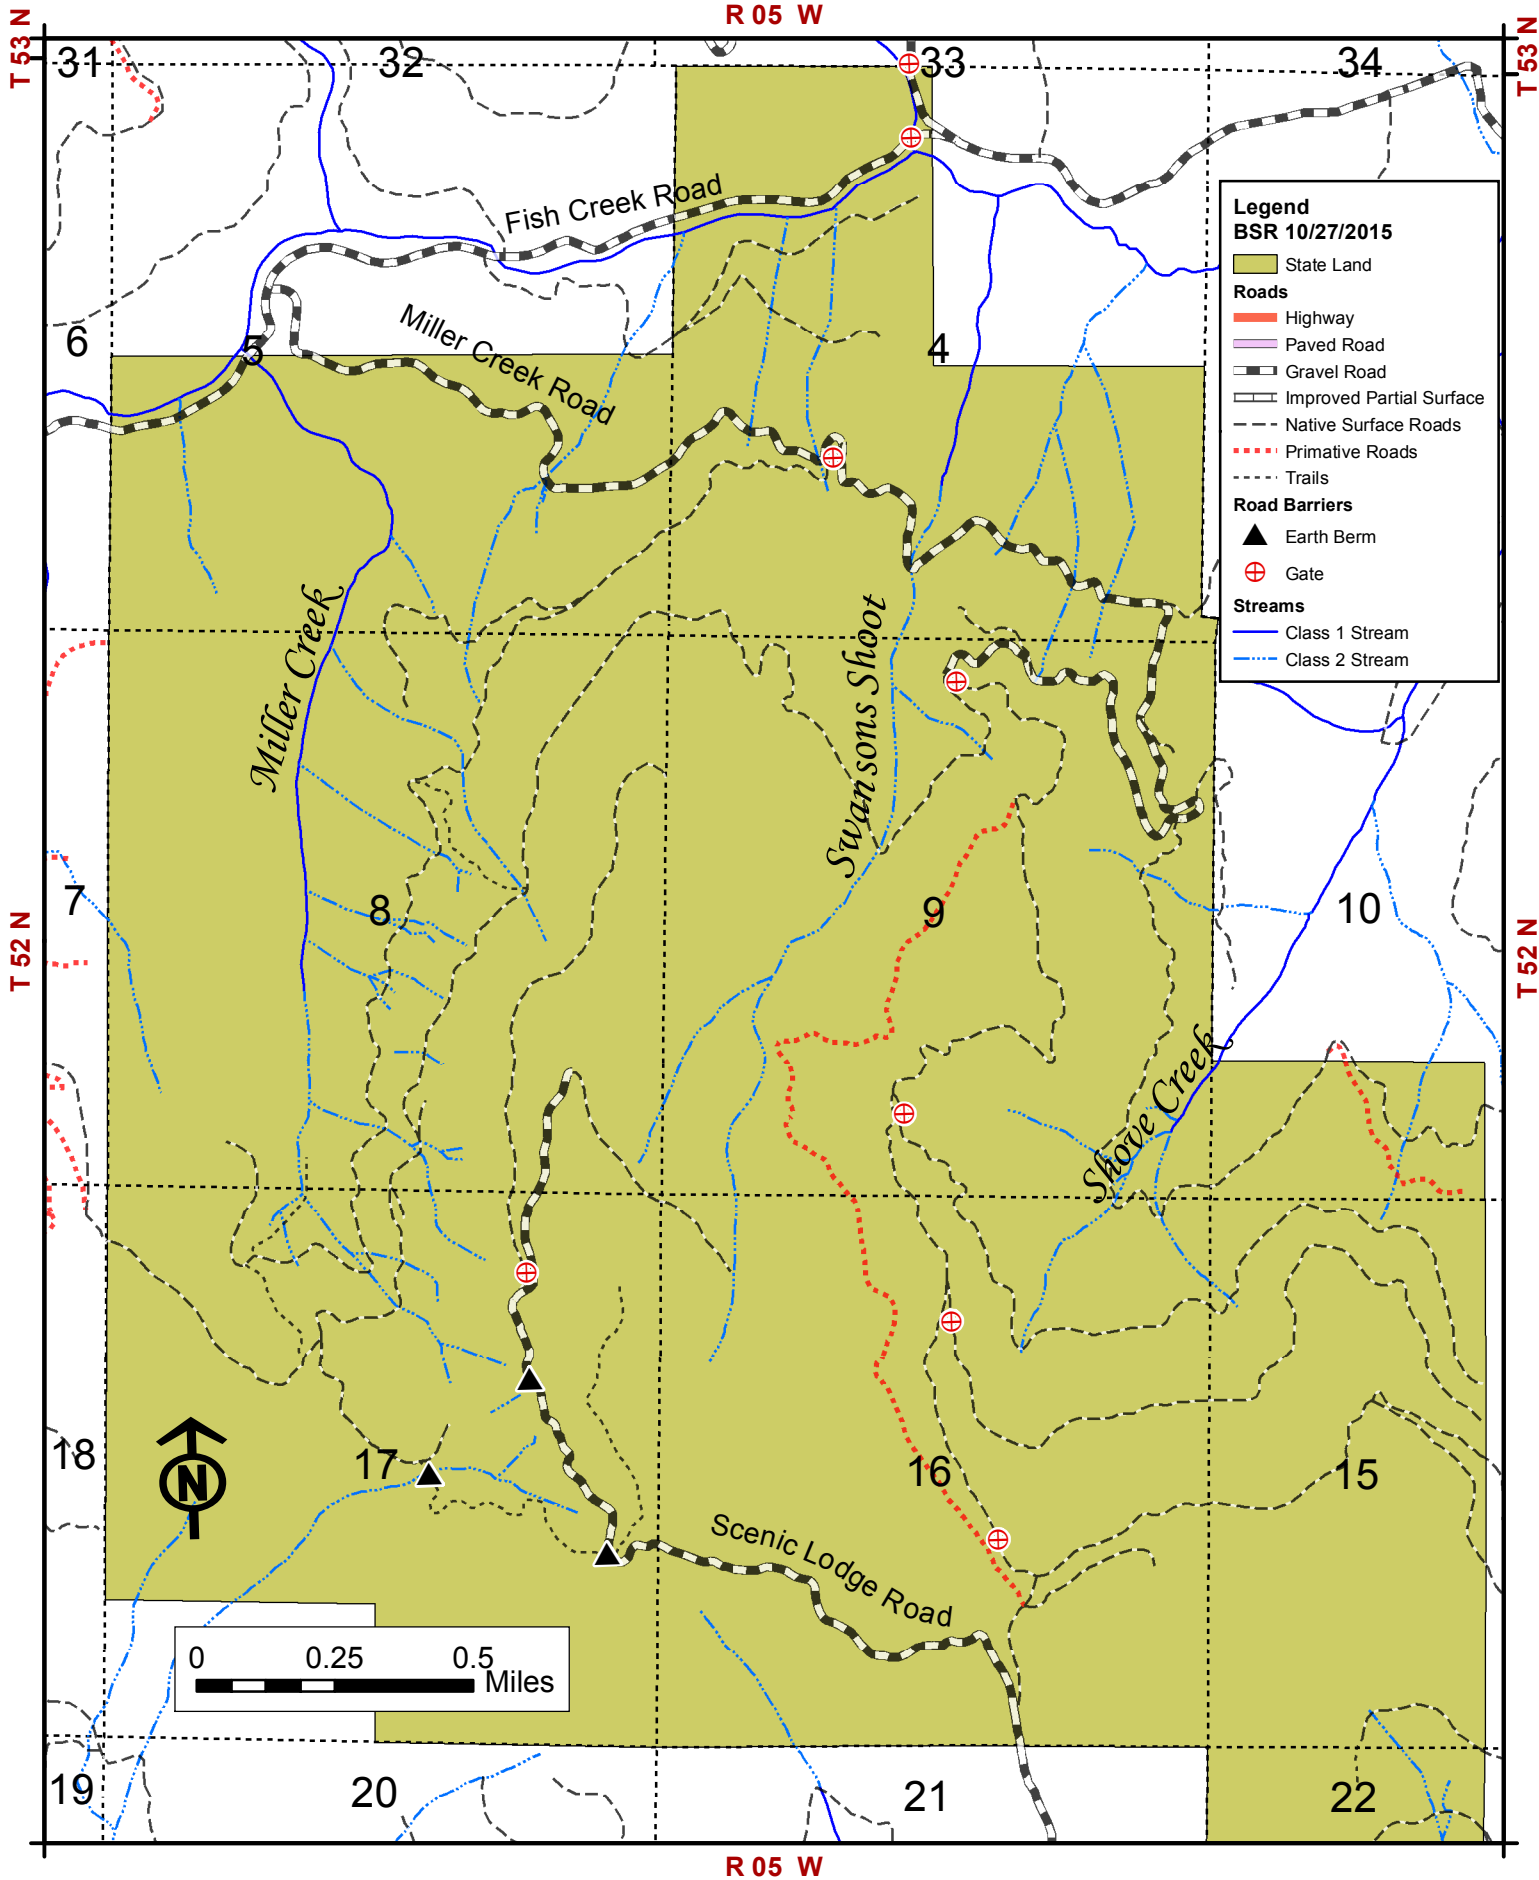 R 05 W
T 53 N
T 53 N
31
32
33
34
Fish Creek Road
Legend
BSR 10/27/2015
State Land
Roads
Highway
Paved Road
Gravel Road
Improved Partial Surface
Native Surface Roads
Primative Roads
Trails
Road Barriers
Earth Berm
Gate
Streams
Class 1 Stream
Class 2 Stream
Miller Creek Road
6
5
4
Miller Creek
Swansons Shoot
7
8
9
10
T 52 N
T 52 N
Shove Creek
18
17
16
15
N
Scenic Lodge Road
0 0.25 0.5
Miles
19
20
21
22
R 05 W